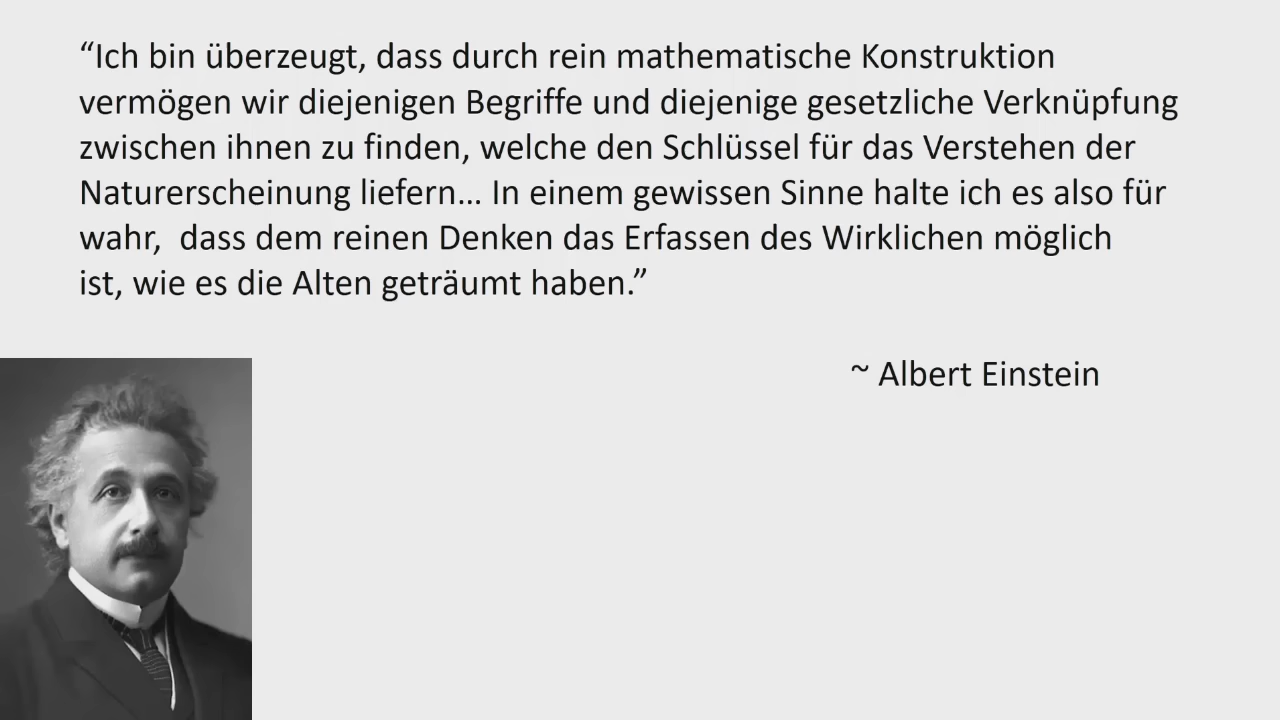 “Ich bin überzeugt, dass durch rein mathematische Konstruktion
vermögen wir diejenigen Begriffe und diejenige gesetzliche Verknüpfung
zwischen ihnen zu finden, welche den Schlüssel für das Verstehen der
Naturerscheinung liefern… In einem gewissen Sinne halte ich es also für
wahr,  dass dem reinen Denken das Erfassen des Wirklichen möglich
ist, wie es die Alten geträumt haben.”
~ Albert Einstein